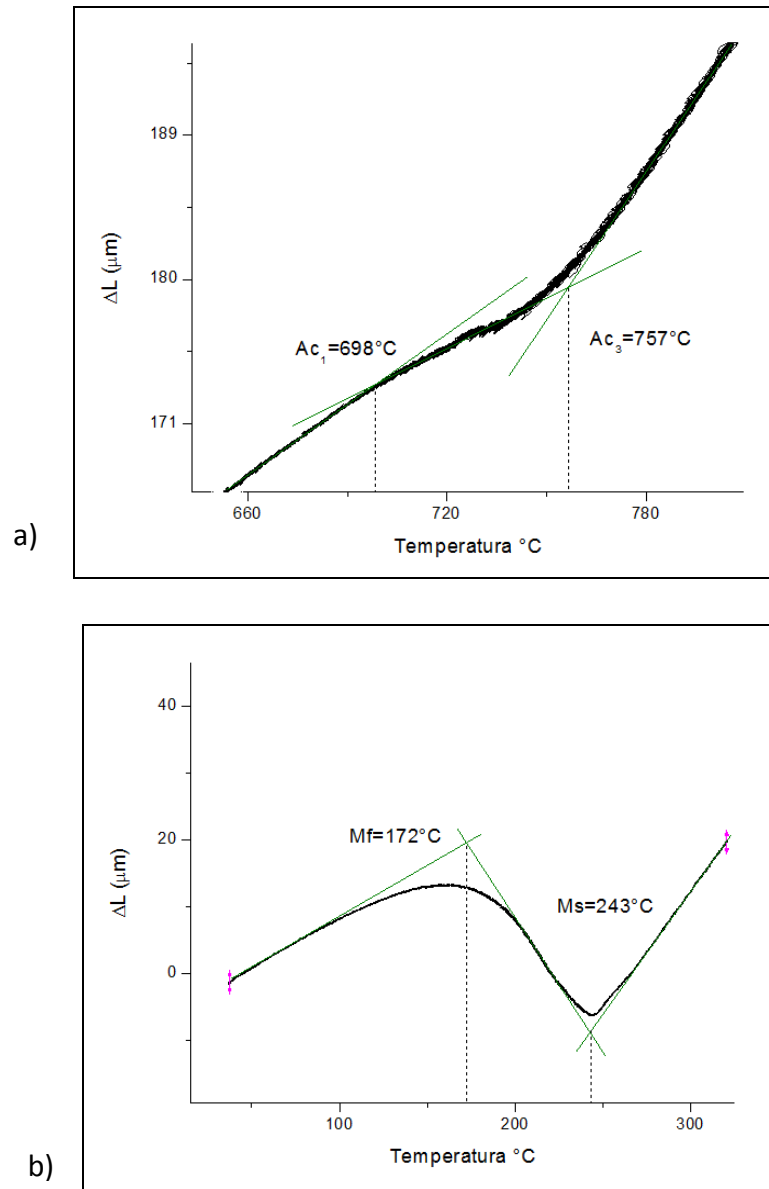 189
180
171
ΔL (μm)
Ac₁=698°C
Ac₃=757°C
660
720
780
Temperatura °C
a)
40
20
0
ΔL (μm)
Mf=172°C
Ms=243°C
100
200
300
Temperatura °C
b)